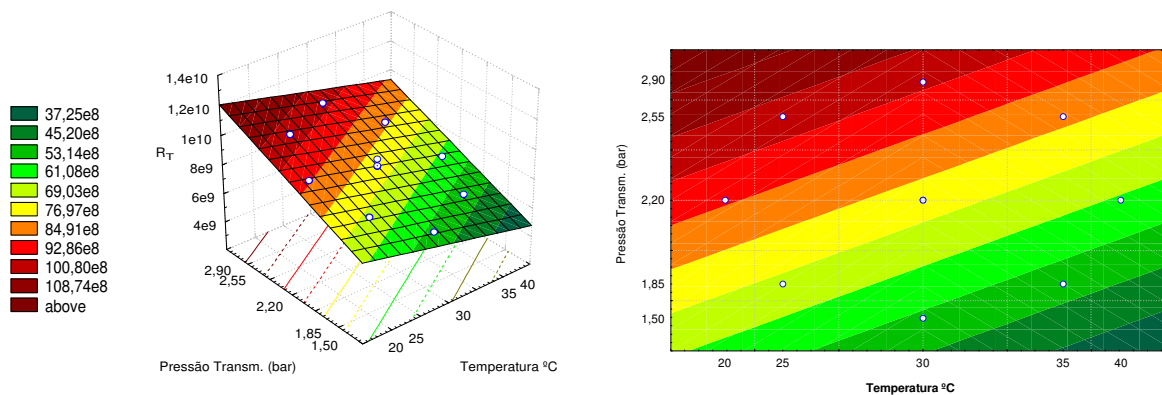 37,25e8
45,20e8
53,14e8
61,08e8
69,03e8
76,97e8
84,91e8
92,86e8
100,80e8
108,74e8
above
1,4e10
1,2e10
1e10
R_T
8e9
6e9
4e9
2,90
2,55
2,20
1,85
1,50
20
25
30
35
40
Pressão Transm. (bar)
Temperatura ºC
Pressão Transm. (bar)
2,90
2,55
2,20
1,85
1,50
20
25
30
35
40
Temperatura ºC